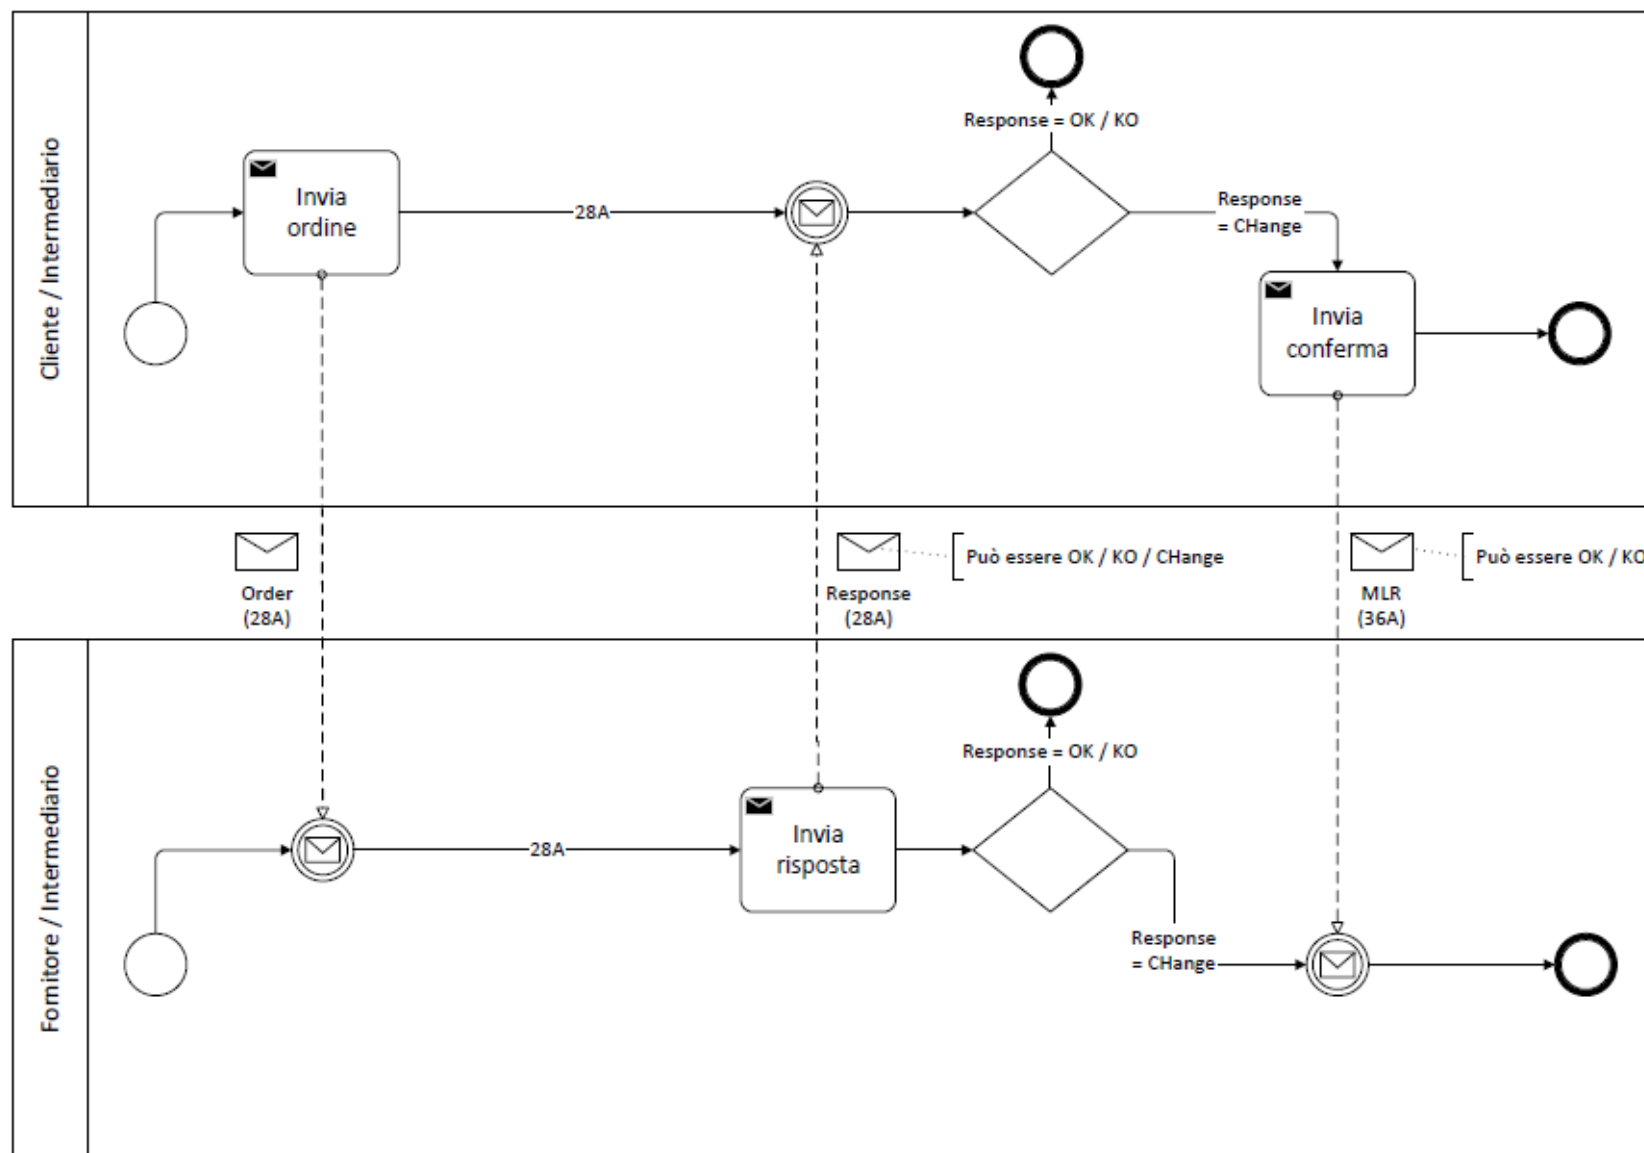 Cliente / Intermediario
Response = OK / KO
Invia
ordine
28A
Response
= CHange
Invia
conferma
Order
(28A)
Response
(28A)
Può essere OK / KO / CHange
MLR
(36A)
Può essere OK / KO
Fornitore / Intermediario
Response = OK / KO
28A
Invia
risposta
Response
= CHange